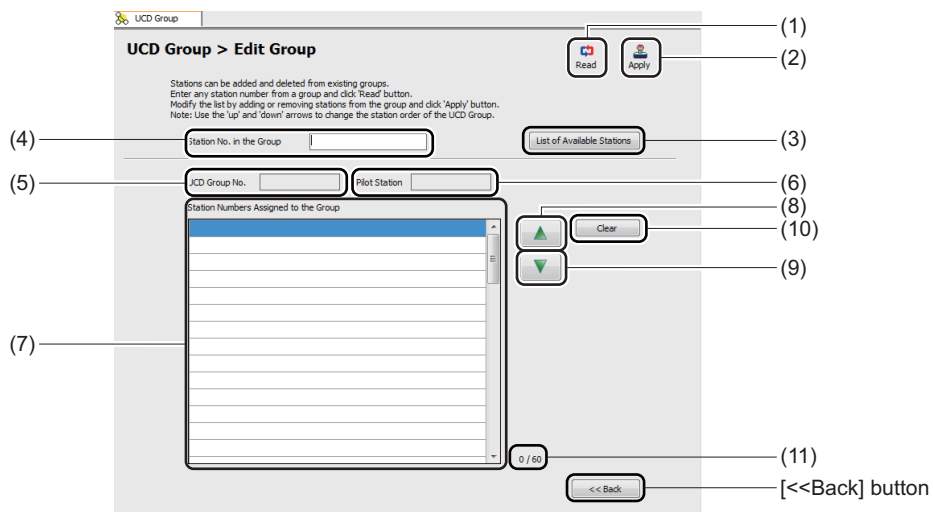 UCD Group
UCD Group > Edit Group
(1)
Read
Apply
(2)
Stations can be added and deleted from existing groups.
Enter any station number from a group and click 'Read' button.
Modify the list by adding or removing stations from the group and click 'Apply' button.
Note: Use the 'up' and 'down' arrows to change the station order of the UCD Group.
(4)
Station No. in the Group
List of Available Stations
(3)
(5)
UCD Group No.
Pilot Station
(6)
Station Numbers Assigned to the Group
(8)
Clear
(10)
(9)
(7)
0 / 60
(11)
<< Back
[<<Back] button